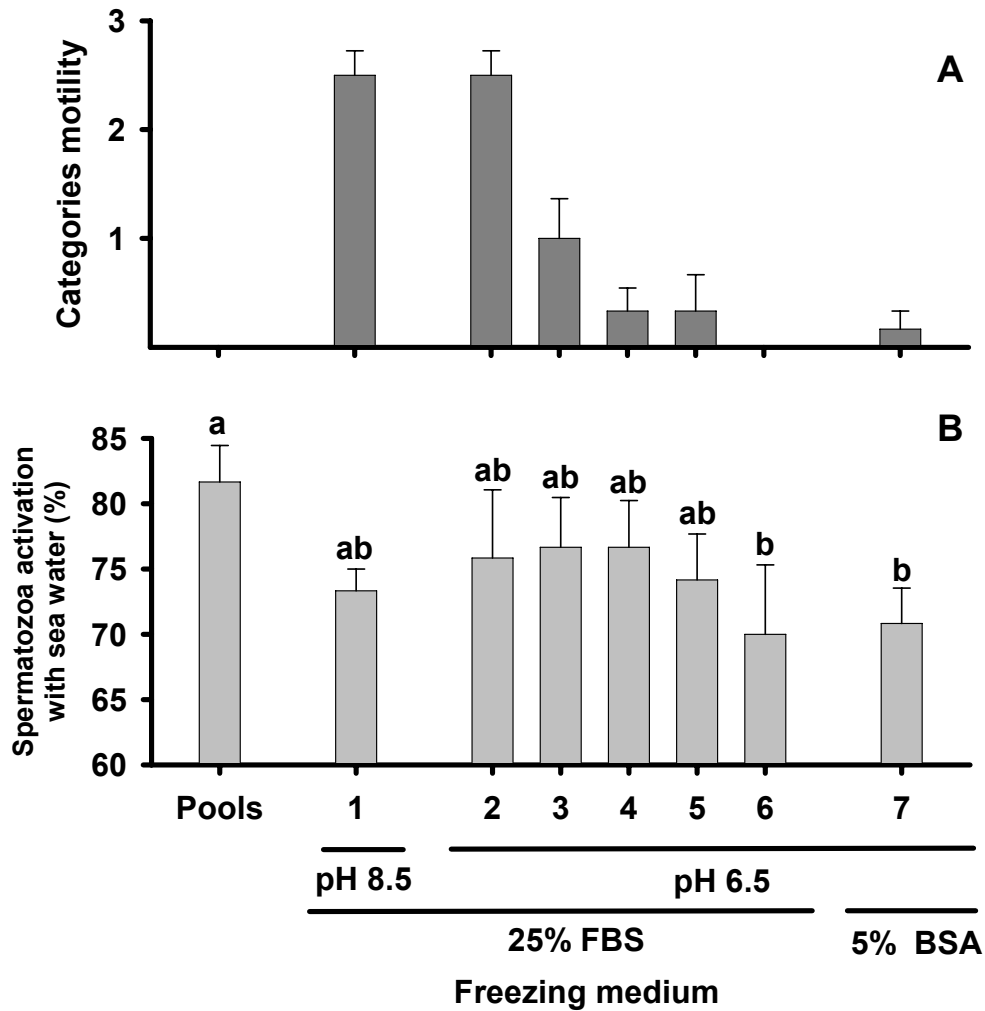 3
A
Categories motility
2
1
B
85
a
Spermatozoa activation
with sea water (%)
80
ab
ab
ab
ab
ab
b
b
75
70
65
60
Pools 1 2 3 4 5 6 7
pH 8.5 pH 6.5
25% FBS 5% BSA
Freezing medium